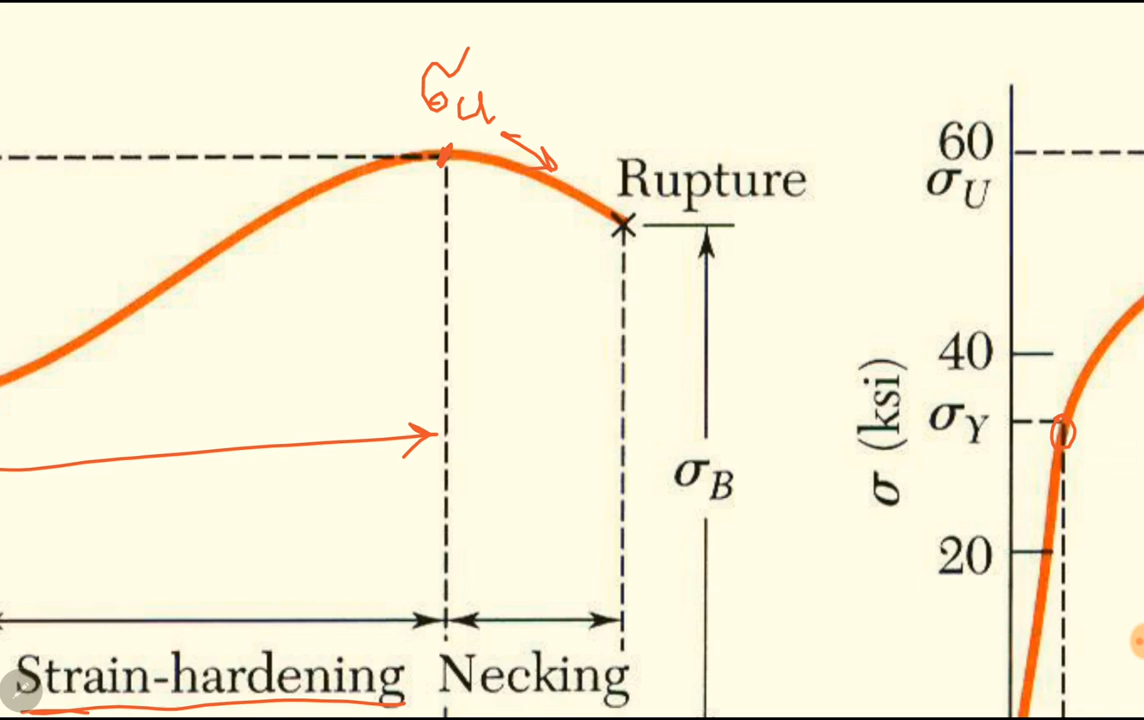 σu
Rupture
σB
Strain-hardening
Necking
60
σU
40
σY
20
σ (ksi)